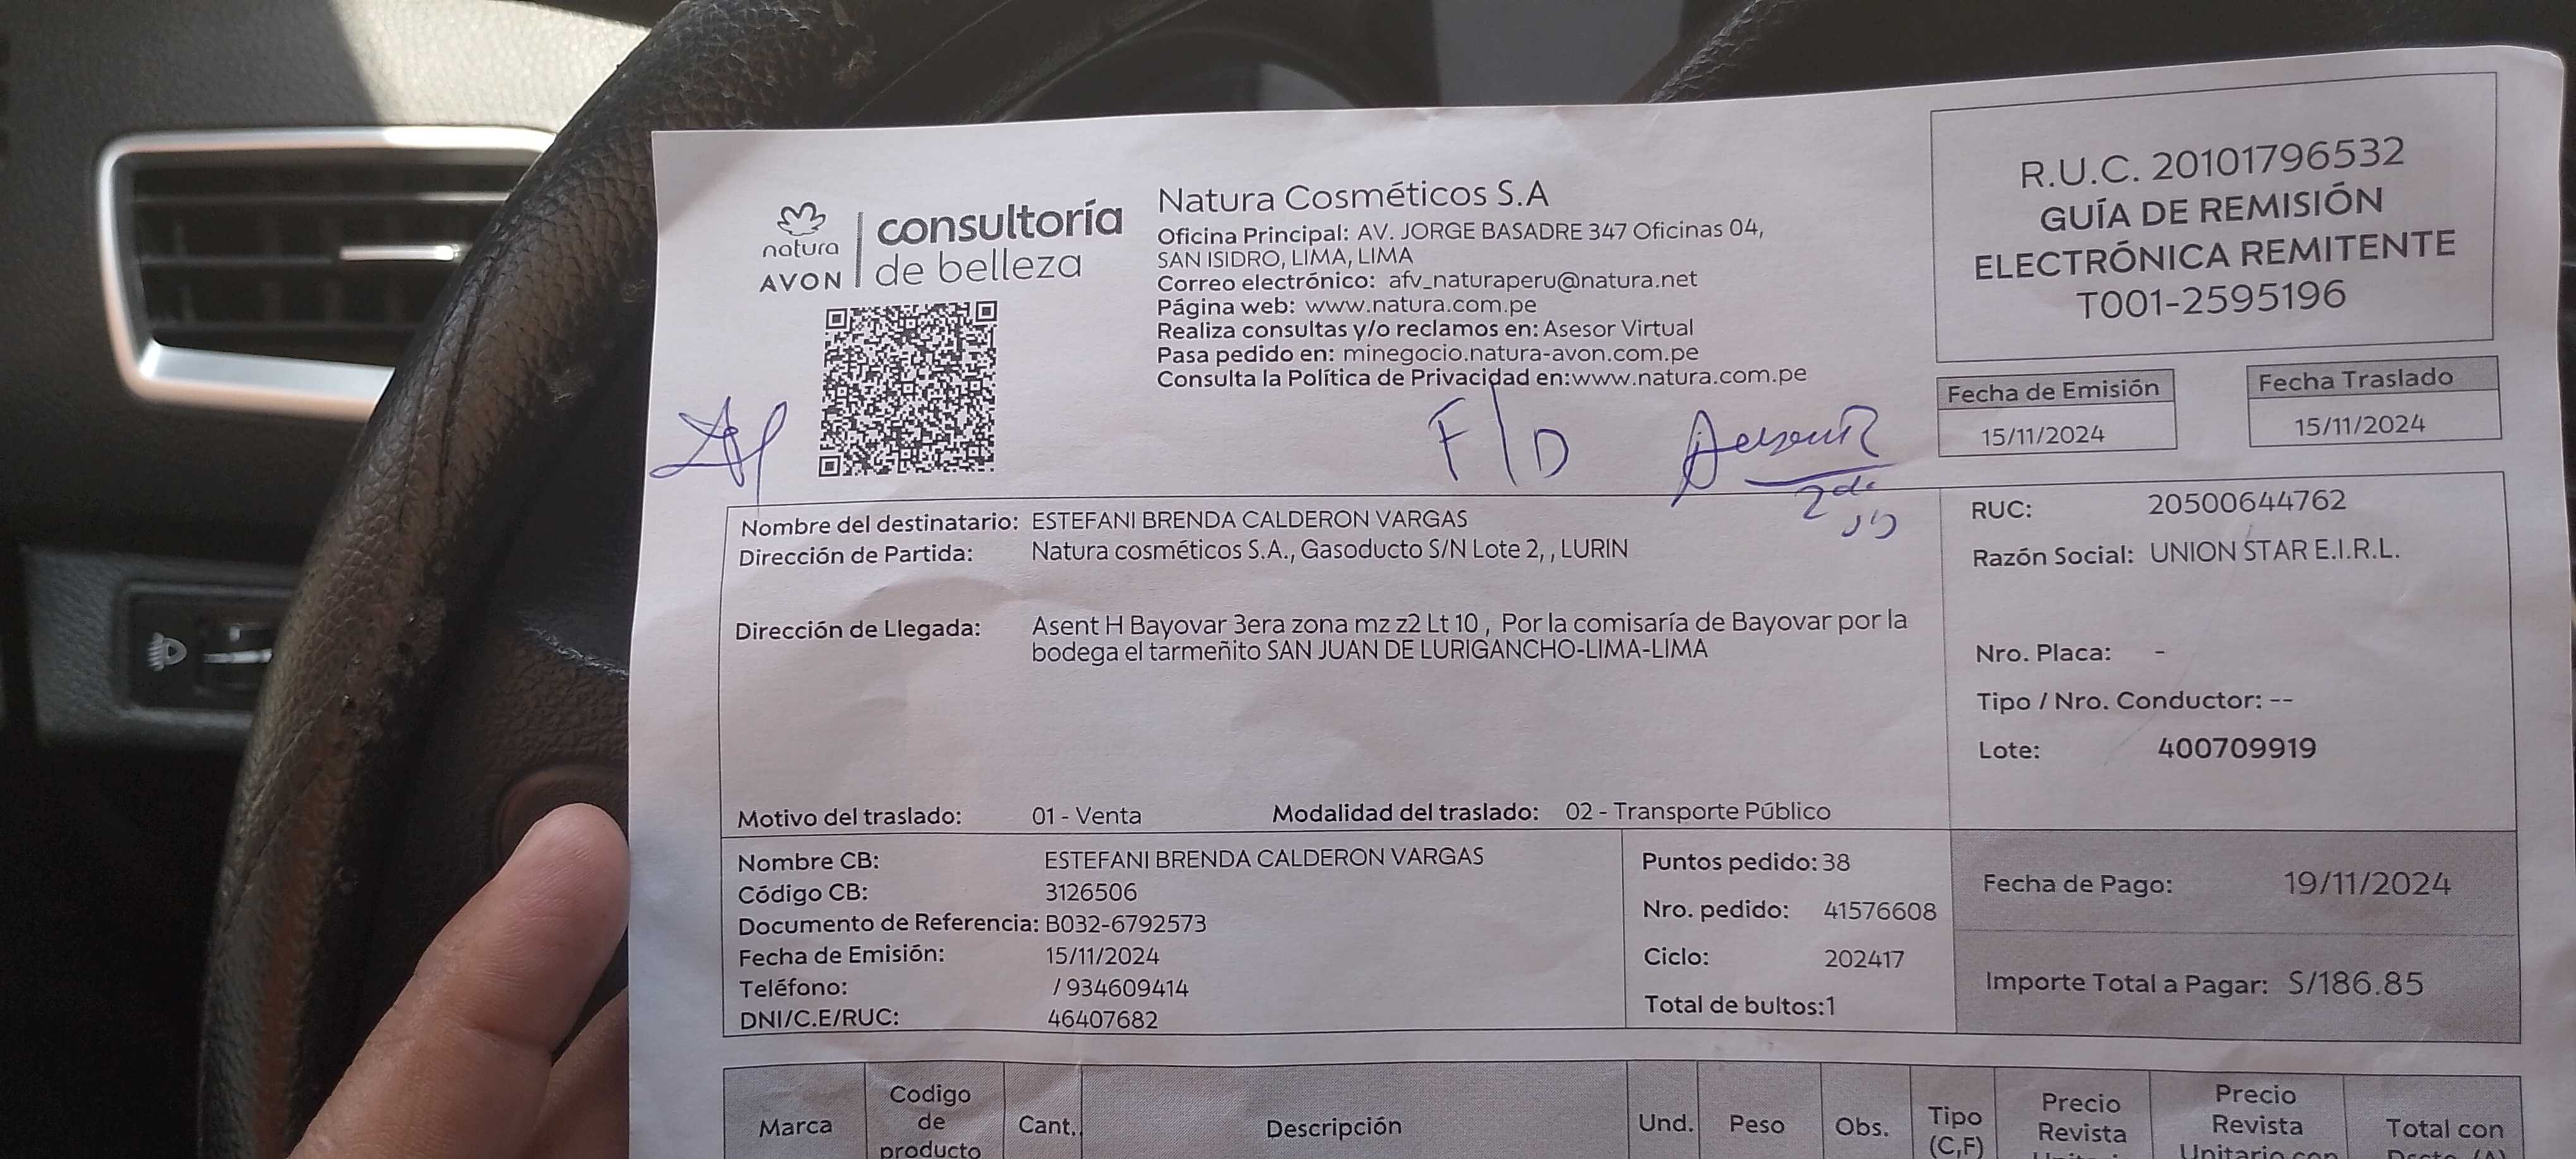 natura
AVON
consultoría
de belleza
Natura Cosméticos S.A
Oficina Principal: AV. JORGE BASADRE 347 Oficinas 04,
SAN ISIDRO, LIMA, LIMA
Correo electrónico: afv_naturaperu@natura.net
Página web: www.natura.com.pe
Realiza consultas y/o reclamos en: Asesor Virtual
Pasa pedido en: minegocio.natura-avon.com.pe
Consulta la Política de Privacidad en:www.natura.com.pe
R.U.C. 20101796532
GUÍA DE REMISIÓN
ELECTRÓNICA REMITENTE
T001-2595196
Fecha de Emisión
15/11/2024
Fecha Traslado
15/11/2024
F/D
Nombre del destinatario: ESTEFANI BRENDA CALDERON VARGAS
Dirección de Partida: Natura cosméticos S.A., Gasoducto S/N Lote 2, , LURIN
Dirección de Llegada: Asent H Bayovar 3era zona mz z2 Lt 10 , Por la comisaría de Bayovar por la
bodega el tarmeñito SAN JUAN DE LURIGANCHO-LIMA-LIMA
Motivo del traslado: 01 - Venta Modalidad del traslado: 02 - Transporte Público
RUC: 20500644762
Razón Social: UNION STAR E.I.R.L.
Nro. Placa: -
Tipo / Nro. Conductor: --
Lote: 400709919
Nombre CB: ESTEFANI BRENDA CALDERON VARGAS
Código CB: 3126506
Documento de Referencia: B032-6792573
Fecha de Emisión: 15/11/2024
Teléfono: / 934609414
DNI/C.E/RUC: 46407682
Puntos pedido: 38
Nro. pedido: 41576608
Ciclo: 202417
Total de bultos:1
Fecha de Pago: 19/11/2024
Importe Total a Pagar: S/186.85
Marca
Codigo
de
producto
Cant.
Descripción
Und.
Peso
Obs.
Tipo
(C,F)
Precio
Revista
Precio
Revista
Unitario con
Total con